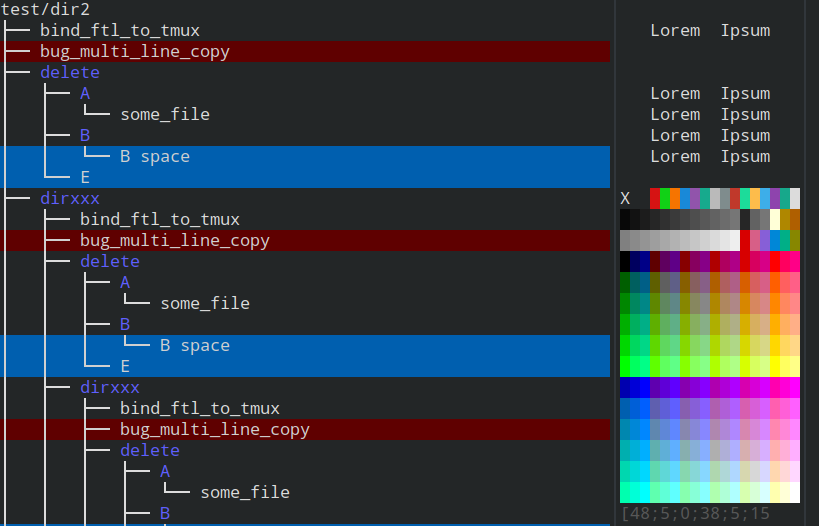 test/dir2
bind_ftl_to_tmux
bug_multi_line_copy
delete
A
some_file
B
B space
E
dirxxx
bind_ftl_to_tmux
bug_multi_line_copy
delete
A
some_file
B
B space
E
dirxxx
bind_ftl_to_tmux
bug_multi_line_copy
delete
A
some_file
B
Lorem Ipsum
Lorem Ipsum
Lorem Ipsum
Lorem Ipsum
Lorem Ipsum
X
[48;5;0;38;5;15